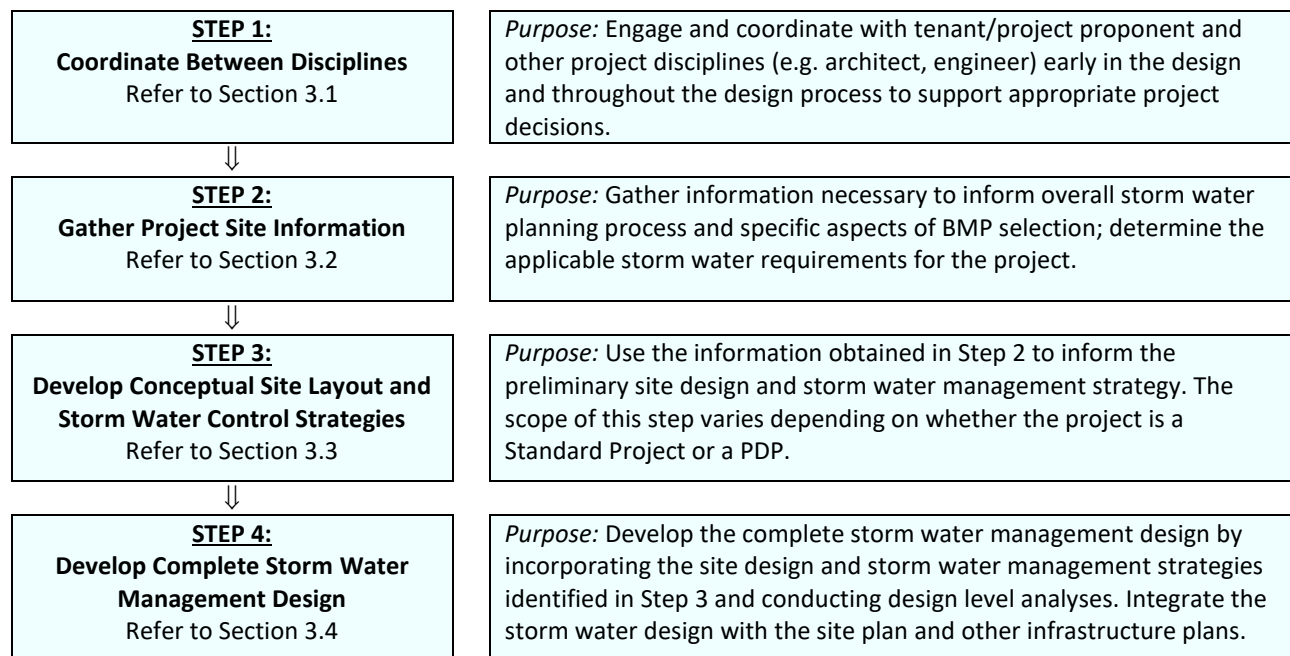 STEP 1:
Coordinate Between Disciplines
Refer to Section 3.1
Purpose: Engage and coordinate with tenant/project proponent and
other project disciplines (e.g. architect, engineer) early in the design
and throughout the design process to support appropriate project
decisions.
⇓
STEP 2:
Gather Project Site Information
Refer to Section 3.2
Purpose: Gather information necessary to inform overall storm water
planning process and specific aspects of BMP selection; determine the
applicable storm water requirements for the project.
⇓
STEP 3:
Develop Conceptual Site Layout and
Storm Water Control Strategies
Refer to Section 3.3
Purpose: Use the information obtained in Step 2 to inform the
preliminary site design and storm water management strategy. The
scope of this step varies depending on whether the project is a
Standard Project or a PDP.
⇓
STEP 4:
Develop Complete Storm Water
Management Design
Refer to Section 3.4
Purpose: Develop the complete storm water management design by
incorporating the site design and storm water management strategies
identified in Step 3 and conducting design level analyses. Integrate the
storm water design with the site plan and other infrastructure plans.